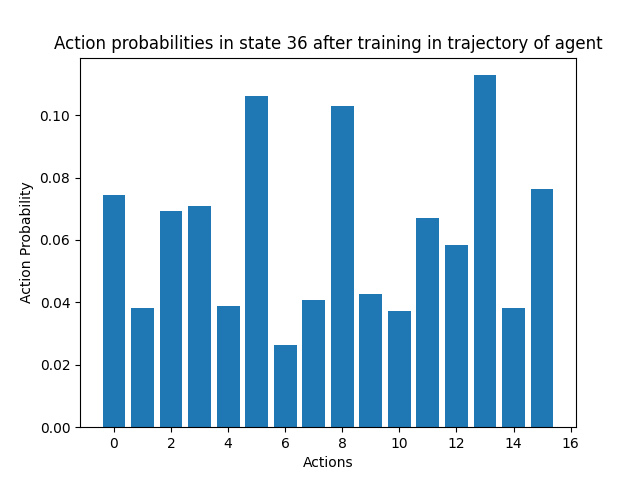 Action probabilities in state 36 after training in trajectory of agent
Action Probability
0.10
0.08
0.06
0.04
0.02
0.00
0 2 4 6 8 10 12 14 16
Actions